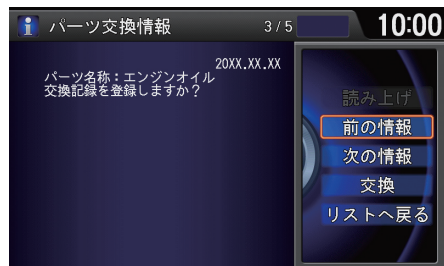 パーツ交換情報 3/5 10:00
20XX.XX.XX
パーツ名称：エンジンオイル
交換記録を登録しますか？
読み上げ
前の情報
次の情報
交換
リストへ戻る